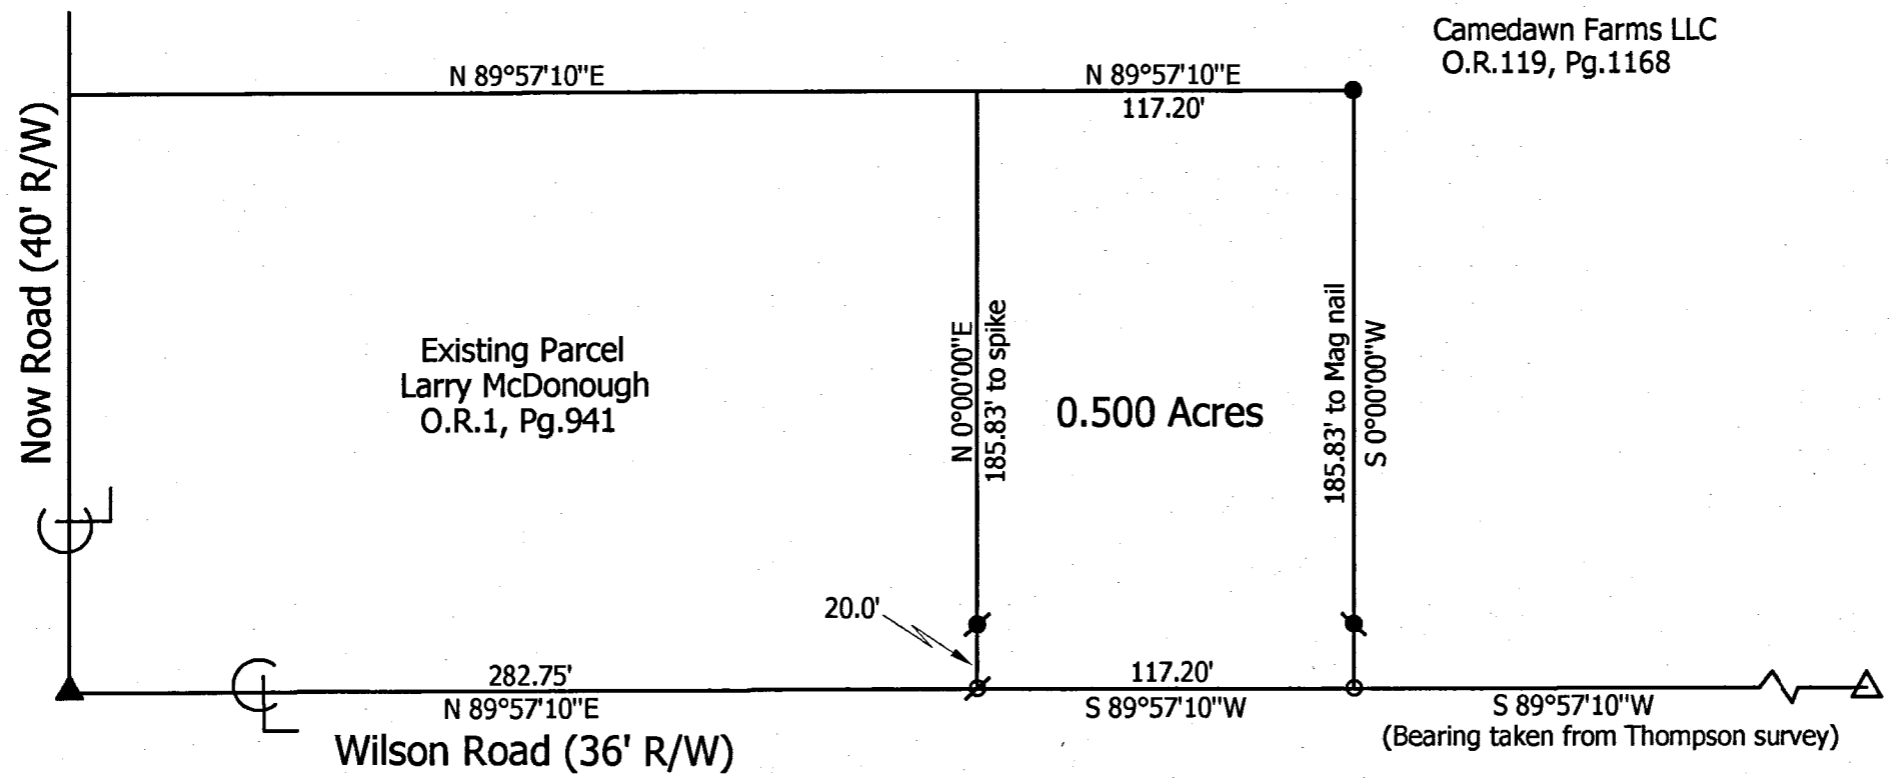 Camedawn Farms LLC
O.R.119, Pg.1168
N 89°57'10"E
N 89°57'10"E
117.20'
Now Road (40' R/W)
Existing Parcel
Larry McDonough
O.R.1, Pg.941
N 0°00'00"E
185.83' to spike
0.500 Acres
185.83' to Mag nail
S 0°00'00"W
20.0'
282.75'
N 89°57'10"E
117.20'
S 89°57'10"W
S 89°57'10"W
(Bearing taken from Thompson survey)
Wilson Road (36' R/W)